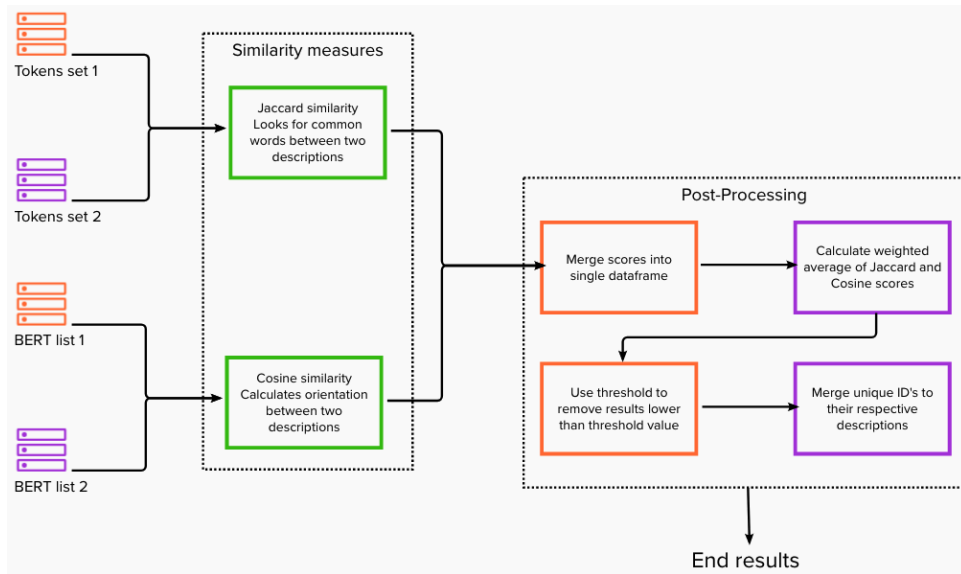 Tokens set 1
Tokens set 2
BERT list 1
BERT list 2
Similarity measures
Jaccard similarity
Looks for common
words between two
descriptions
Cosine similarity
Calculates orientation
between two
descriptions
Post-Processing
Merge scores into
single dataframe
Calculate weighted
average of Jaccard and
Cosine scores
Use threshold to
remove results lower
than threshold value
Merge unique ID's to
their respective
descriptions
End results